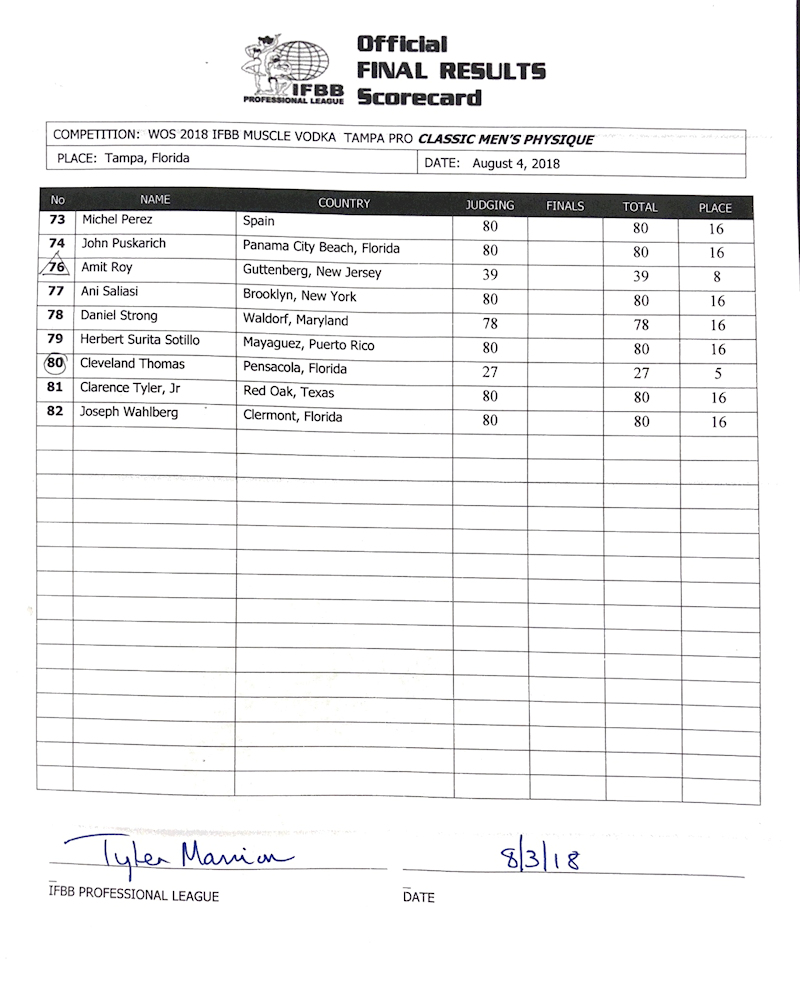 Official
FINAL RESULTS
Scorecard
IFBB
PROFESSIONAL LEAGUE
COMPETITION: WOS 2018 IFBB MUSCLE VODKA TAMPA PRO CLASSIC MEN'S PHYSIQUE
PLACE: Tampa, Florida DATE: August 4, 2018
No NAME COUNTRY JUDGING FINALS TOTAL PLACE
73 Michel Perez Spain 80 80 16
74 John Puskarich Panama City Beach, Florida 80 80 16
76 Amit Roy Guttenberg, New Jersey 39 39 8
77 Ani Saliasi Brooklyn, New York 80 80 16
78 Daniel Strong Waldorf, Maryland 78 78 16
79 Herbert Surita Sotillo Mayaguez, Puerto Rico 80 80 16
80 Cleveland Thomas Pensacola, Florida 27 27 5
81 Clarence Tyler, Jr Red Oak, Texas 80 80 16
82 Joseph Wahlberg Clermont, Florida 80 80 16
Tyler Manion 8/3/18
IFBB PROFESSIONAL LEAGUE DATE